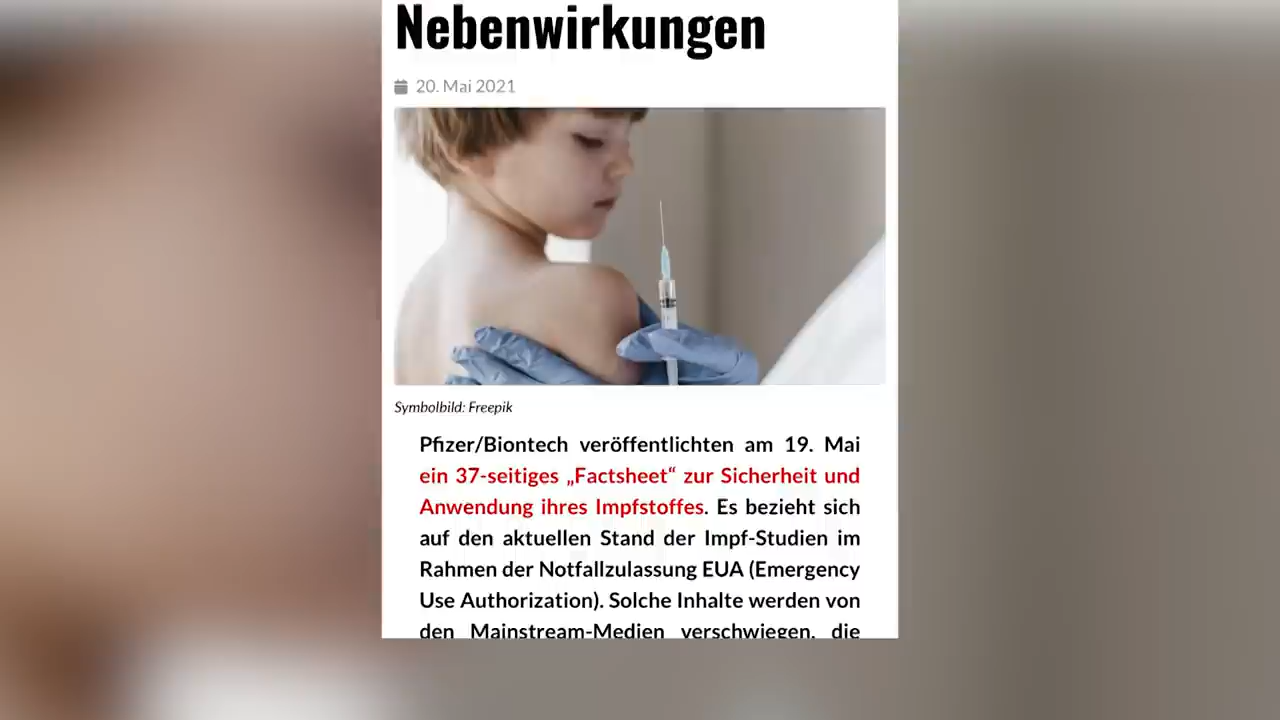 Nebenwirkungen
20. Mai 2021
Symbolbild: Freepik
Pfizer/Biontech veröffentlichten am 19. Mai
ein 37-seitiges „Factsheet“ zur Sicherheit und
Anwendung ihres Impfstoffes. Es bezieht sich
auf den aktuellen Stand der Impf-Studien im
Rahmen der Notfallzulassung EUA (Emergency
Use Authorization). Solche Inhalte werden von
den Mainstream-Medien verschwiegen, die